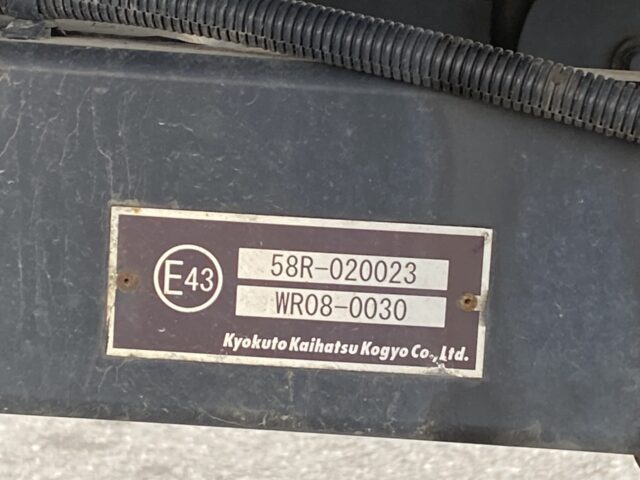 E43
58R-020023
WR08-0030
Kyokuto Kaihatsu Kogyo Co., Ltd.